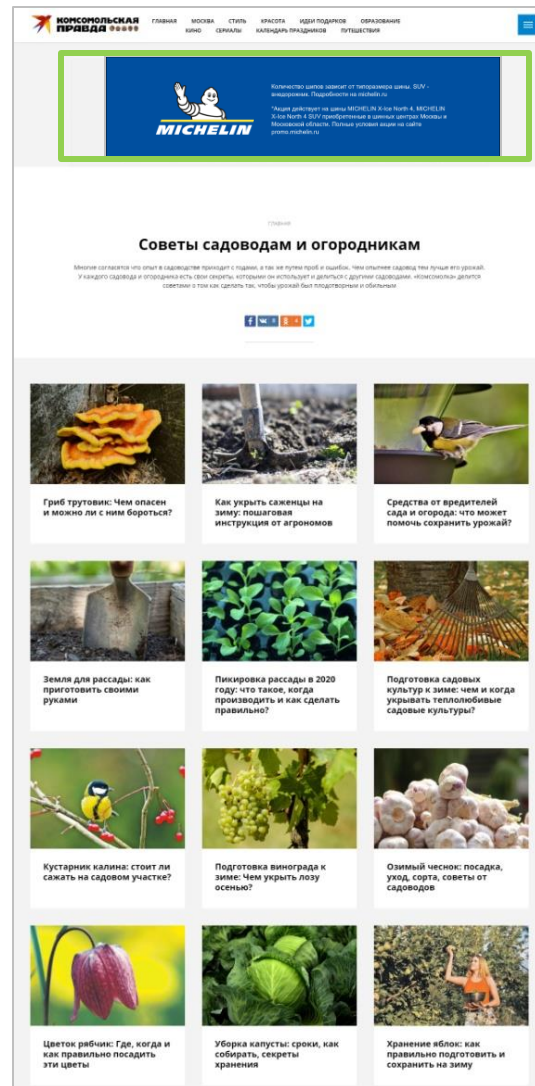 КОМСОМОЛЬСКАЯ
ПРАВДА
ГЛАВНАЯ МОСКВА СТИЛЬ КРАСОТА ИДЕИ ПОДАРКОВ ОБРАЗОВАНИЕ
КИНО СЕРИАЛЫ КАЛЕНДАРЬ ПРАЗДНИКОВ ПУТЕШЕСТВИЯ
MICHELIN
Количество шипов зависит от типоразмера шины. SUV -
внедорожник. Подробности на michelin.ru
*Акция действует на шины MICHELIN X-Ice North 4, MICHELIN
X-Ice North 4 SUV приобретенные в шинных центрах Москвы и
Московской области. Полные условия акции на сайте
promo.michelin.ru
ГЛАВНАЯ
Советы садоводам и огородникам
Многие согласятся что опыт в садоводстве приходит с годами, а так же путем проб и ошибок. Чем опытнее садовод тем лучше его урожай.
У каждого садовода и огородника есть свои секреты, которыми он использует и делиться с другими садоводами. «Комсомолка» делится
советами о том как сделать так, чтобы урожай был плодотворным и обильным
Гриб трутовик: Чем опасен
и можно ли с ним бороться?
Как укрыть саженцы на
зиму: пошаговая
инструкция от агрономов
Средства от вредителей
сада и огорода: что может
помочь сохранить урожай?
Земля для рассады: как
приготовить своими
руками
Пикировка рассады в 2020
году: что такое, когда
производить и как сделать
правильно?
Подготовка садовых
культур к зиме: чем и когда
укрывать теплолюбивые
садовые культуры?
Кустарник калина: стоит ли
сажать на садовом участке?
Подготовка винограда к
зиме: Чем укрыть лозу
осенью?
Озимый чеснок: посадка,
уход, сорта, советы от
садоводов
Цветок рябчик: Где, когда и
как правильно посадить
эти цветы
Уборка капусты: сроки, как
собирать, секреты
хранения
Хранение яблок: как
правильно подготовить и
сохранить на зиму